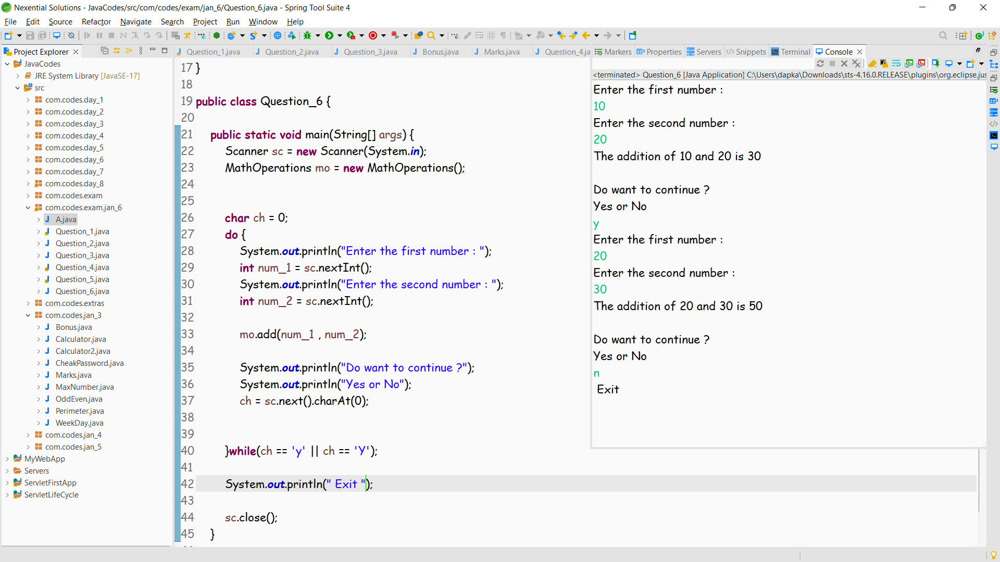 Nexential Solutions - JavaCodes/src/com/codes/exam/jan_6/Question_6.java - Spring Tool Suite 4
File Edit Source Refactor Navigate Search Project Run Window Help
Project Explorer
JavaCodes
JRE System Library [JavaSE-17]
src
com.codes.day_1
com.codes.day_2
com.codes.day_3
com.codes.day_4
com.codes.day_5
com.codes.day_6
com.codes.day_7
com.codes.day_8
com.codes.exam
com.codes.exam.jan_6
A.java
Question_1.java
Question_2.java
Question_3.java
Question_4.java
Question_5.java
Question_6.java
com.codes.extras
com.codes.jan_3
Bonus.java
Calculator.java
Calculator2.java
CheakPassword.java
Marks.java
MaxNumber.java
OddEven.java
Perimeter.java
WeekDay.java
com.codes.jan_4
com.codes.jan_5
MyWebApp
Servers
ServletFirstApp
ServletLifeCycle
Question_1.java Question_2.java Question_3.java Bonus.java Marks.java Question_4.ja
17 }
18
19 public class Question_6 {
20
21 public static void main(String[] args) {
22 Scanner sc = new Scanner(System.in);
23 MathOperations mo = new MathOperations();
24
25
26 char ch = 0;
27 do {
28 System.out.println("Enter the first number : ");
29 int num_1 = sc.nextInt();
30 System.out.println("Enter the second number : ");
31 int num_2 = sc.nextInt();
32
33 mo.add(num_1 , num_2);
34
35 System.out.println("Do want to continue ?");
36 System.out.println("Yes or No");
37 ch = sc.next().charAt(0);
38
39
40 }while(ch == 'y' || ch == 'Y');
41
42 System.out.println(" Exit ");
43
44 sc.close();
45 }
Markers Properties Servers Snippets Terminal Console
<terminated> Question_6 [Java Application] C:\Users\dapka\Downloads\sts-4.16.0.RELEASE\plugins\org.eclipse.jus
Enter the first number :
10
Enter the second number :
20
The addition of 10 and 20 is 30
Do want to continue ?
Yes or No
y
Enter the first number :
20
Enter the second number :
30
The addition of 20 and 30 is 50
Do want to continue ?
Yes or No
n
Exit